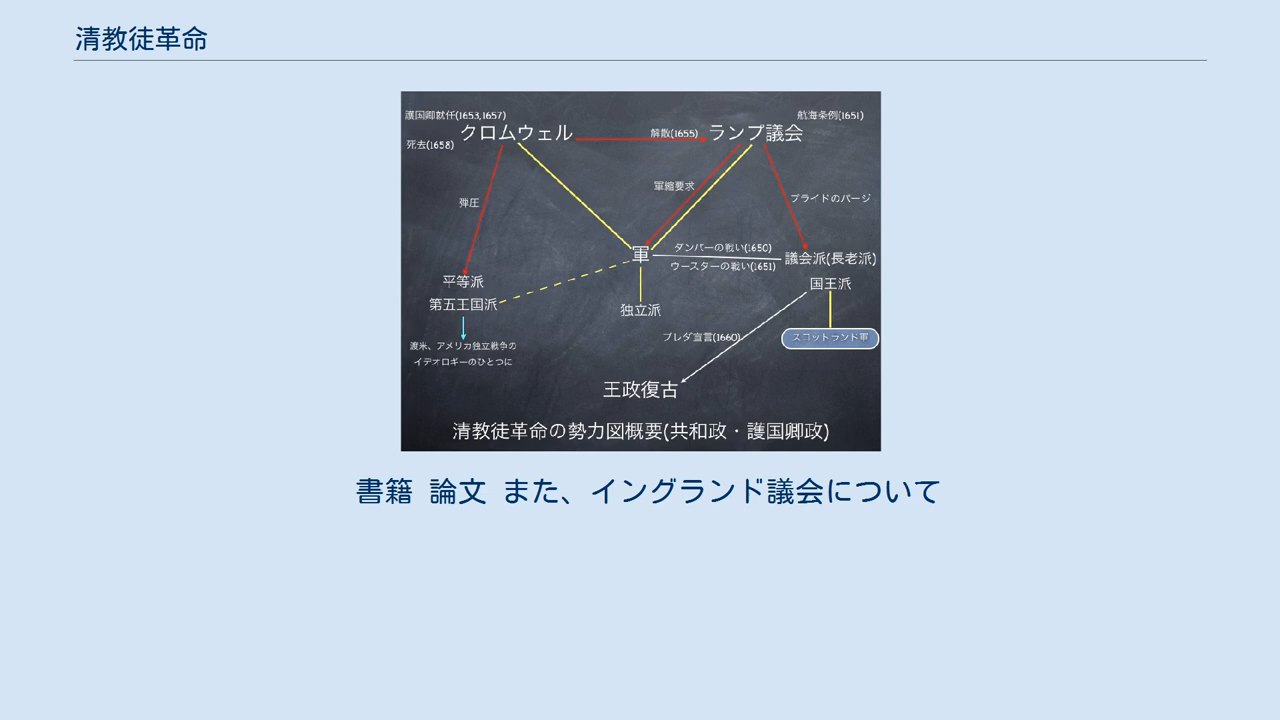 清教徒革命
護国卿就任(1653,1657)
航海条例(1651)
クロムウェル
解散(1655)
ランプ議会
死去(1658)
軍縮要求
弾圧
プライドのパージ
ダンバーの戦い(1650)
軍
議会派(長老派)
ウースターの戦い(1651)
平等派
国王派
第五王国派
独立派
ブレダ宣言(1660)
スコットランド軍
渡米、アメリカ独立戦争の
イデオロギーのひとつに
王政復古
清教徒革命の勢力図概要(共和政・護国卿政)
書籍 論文 また、イングランド議会について